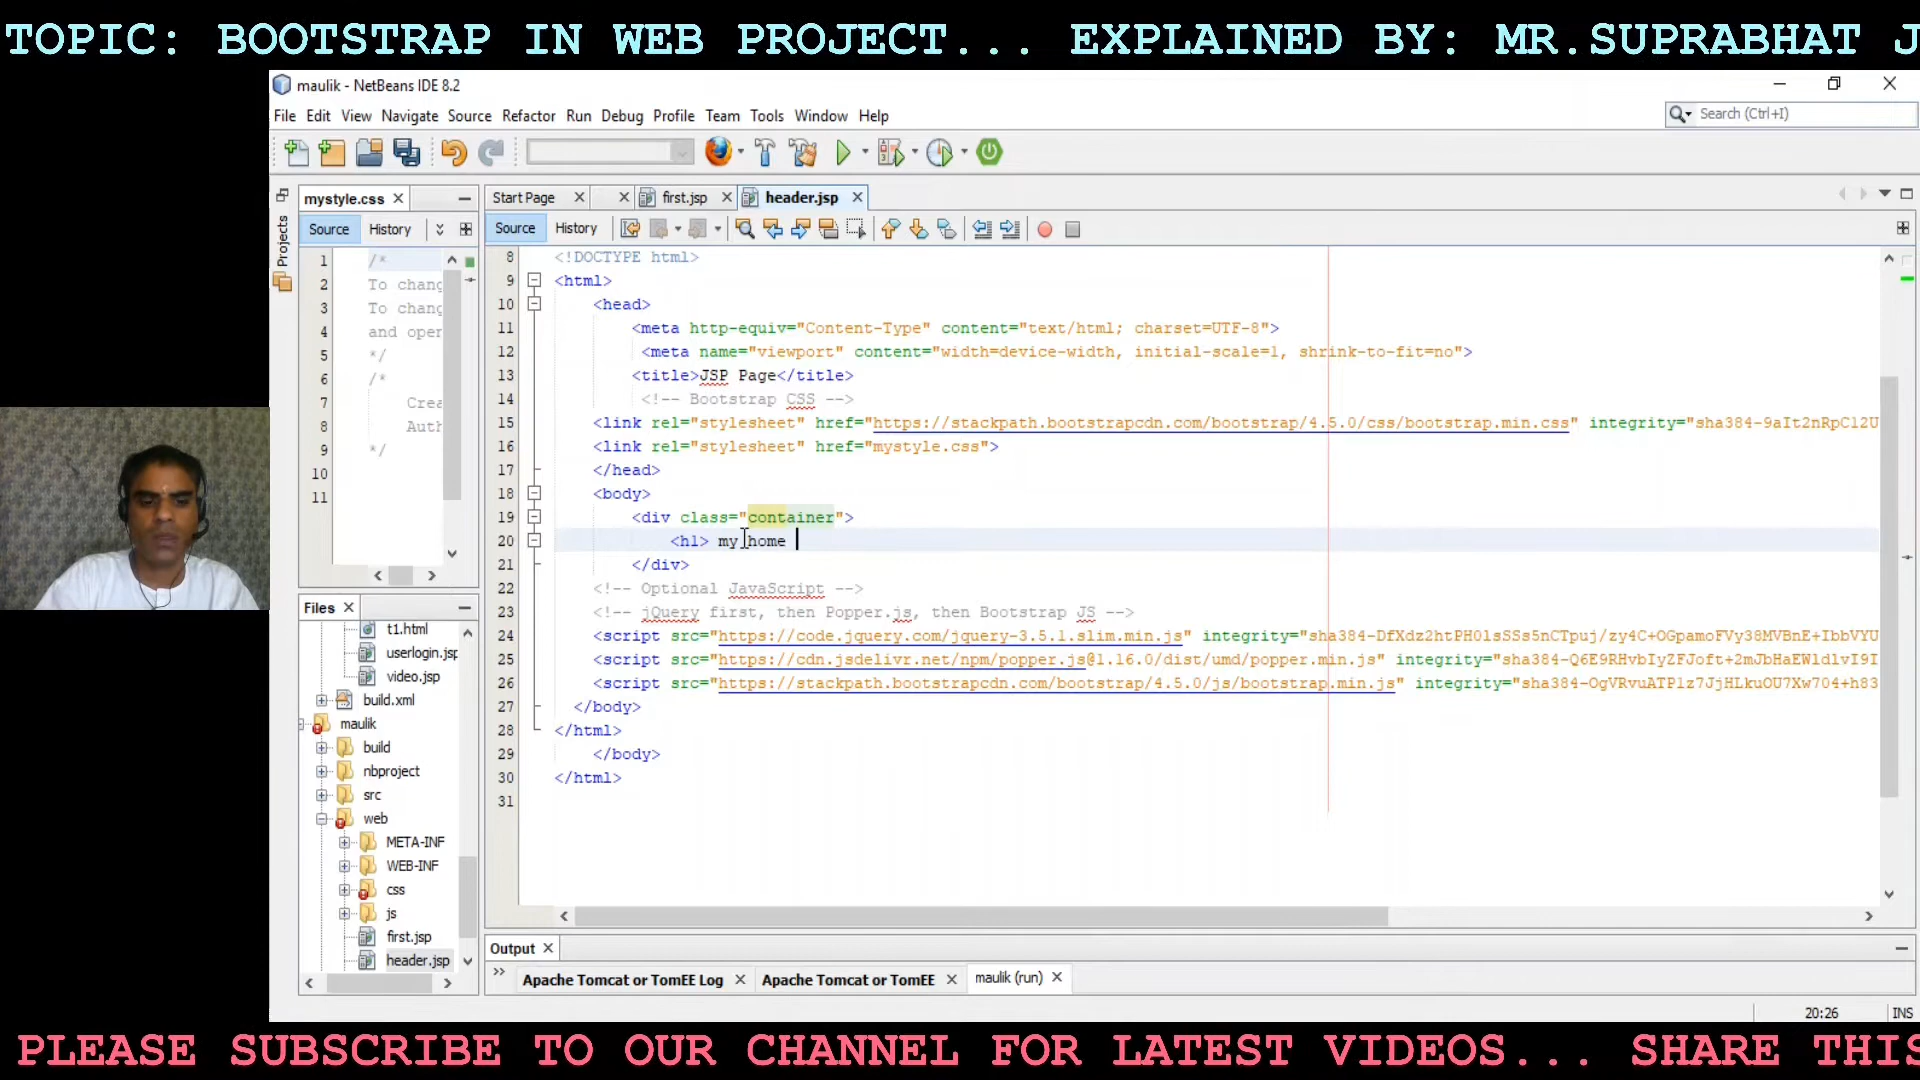 TOPIC: BOOTSTRAP IN WEB PROJECT... EXPLAINED BY: MR.SUPRABHAT J
maulik - NetBeans IDE 8.2
File Edit View Navigate Source Refactor Run Debug Profile Team Tools Window Help
Search (Ctrl+I)
mystyle.css
Start Page
first.jsp
header.jsp
Projects
Source History
Source History
1 /*
2 To chang
3 To chang
4 and open
5 */
6 /*
7 Crea
8 Auth
9 */
10
11
8 <!DOCTYPE html>
9 <html>
10 <head>
11 <meta http-equiv="Content-Type" content="text/html; charset=UTF-8">
12 <meta name="viewport" content="width=device-width, initial-scale=1, shrink-to-fit=no">
13 <title>JSP Page</title>
14 <!-- Bootstrap CSS -->
15 <link rel="stylesheet" href="https://stackpath.bootstrapcdn.com/bootstrap/4.5.0/css/bootstrap.min.css" integrity="sha384-9aIt2nRpC12U
16 <link rel="stylesheet" href="mystyle.css">
17 </head>
18 <body>
19 <div class="container">
20 <h1> my home
21 </div>
22 <!-- Optional JavaScript -->
23 <!-- jQuery first, then Popper.js, then Bootstrap JS -->
24 <script src="https://code.jquery.com/jquery-3.5.1.slim.min.js" integrity="sha384-DfXdz2htPH0lsSSs5nCTpuj/zy4C+OGpamoFVy38MVBnE+IbbVYU
25 <script src="https://cdn.jsdelivr.net/npm/popper.js@1.16.0/dist/umd/popper.min.js" integrity="sha384-Q6E9RHvbIyZFJoft+2mJbHaEWldlvI9I
26 <script src="https://stackpath.bootstrapcdn.com/bootstrap/4.5.0/js/bootstrap.min.js" integrity="sha384-OgVRvuATP1z7JjHLkuOU7Xw704+h83
27 </body>
28 </html>
29 </body>
30 </html>
31
Files
t1.html
userlogin.jsp
video.jsp
build.xml
maulik
build
nbproject
src
web
META-INF
WEB-INF
css
js
first.jsp
header.jsp
Output
Apache Tomcat or TomEE Log
Apache Tomcat or TomEE
maulik (run)
20:26
INS
PLEASE SUBSCRIBE TO OUR CHANNEL FOR LATEST VIDEOS... SHARE THIS